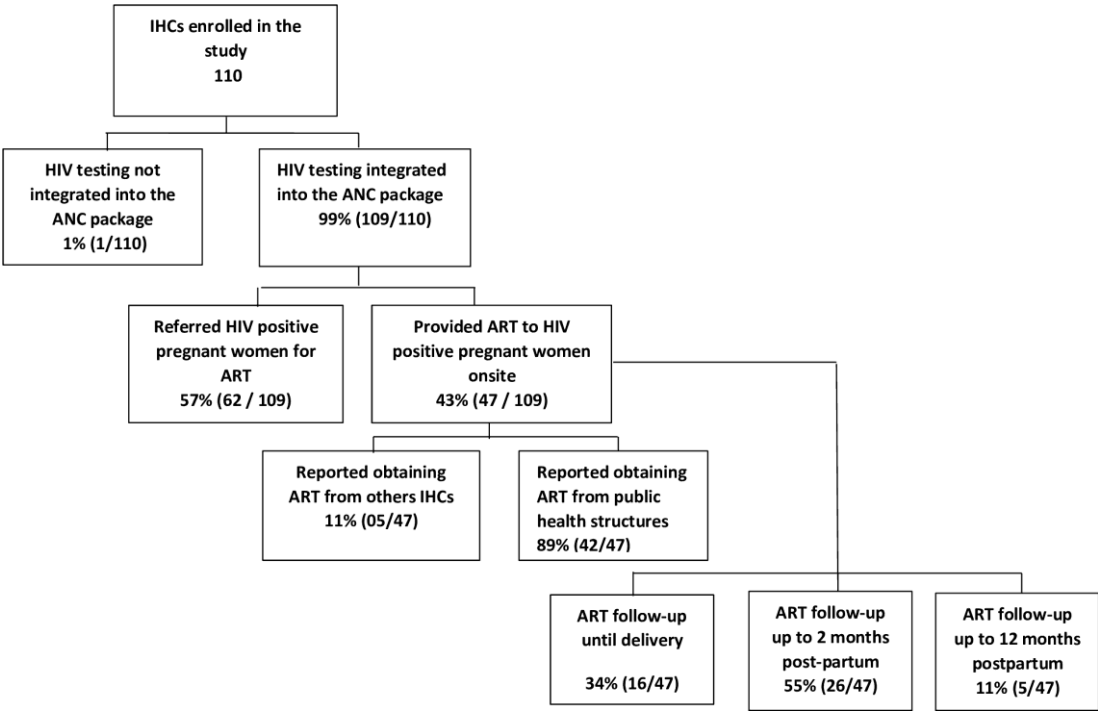 IHCs enrolled in the
study
110
HIV testing not
integrated into the
ANC package
1% (1/110)
HIV testing integrated
into the ANC package
99% (109/110)
Referred HIV positive
pregnant women for
ART
57% (62 / 109)
Provided ART to HIV
positive pregnant women
onsite
43% (47 / 109)
Reported obtaining
ART from others IHCs
11% (05/47)
Reported obtaining
ART from public
health structures
89% (42/47)
ART follow-up
until delivery
34% (16/47)
ART follow-up
up to 2 months
post-partum
55% (26/47)
ART follow-up
up to 12 months
postpartum
11% (5/47)